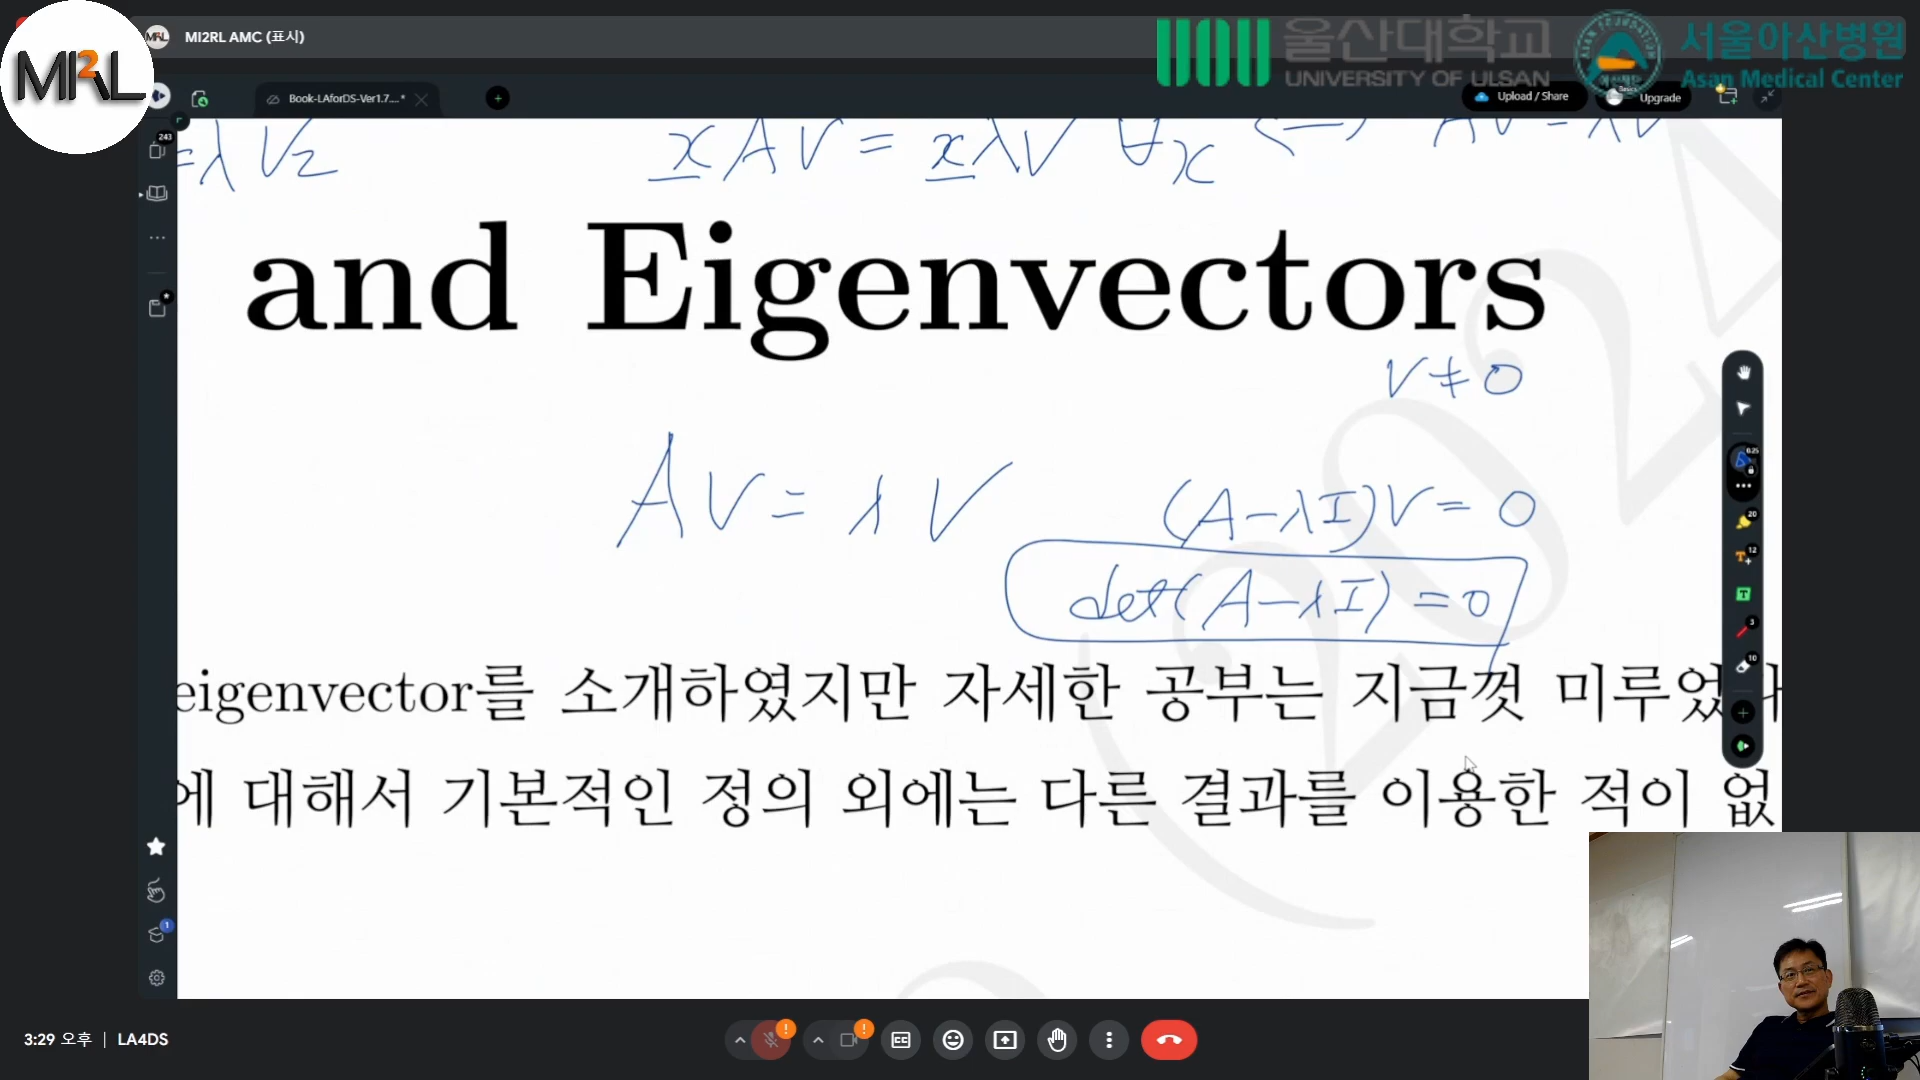 MI2RL
MI2RL AMC (표시)
울산대학교
UNIVERSITY OF ULSAN
서울아산병원
Asan Medical Center
Book-LAforDS-Ver1.7....*
Upload / Share
Upgrade
243
=λV2
xAV = xλV ∀x
AV=λV
and Eigenvectors
V≠0
AV=λV
(A-λI)V=0
det(A-λI)=0
eigenvector를 소개하였지만 자세한 공부는 지금껏 미루었
에 대해서 기본적인 정의 외에는 다른 결과를 이용한 적이 없
3:29 오후 | LA4DS